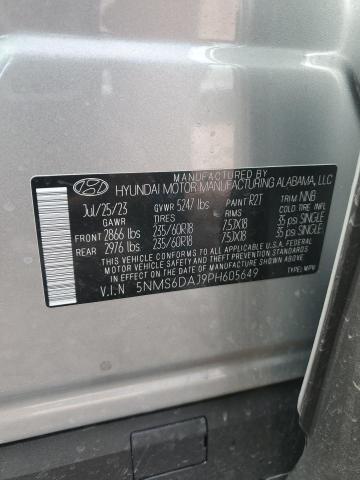 MANUFACTURED BY
HYUNDAI MOTOR MANUFACTURING ALABAMA, LLC
Jul/25/23 GVWR 5247 lbs PAINT R2T TRIM NNB
GAWR TIRES RIMS COLD TIRE INFL
FRONT 2866 lbs 235/60R18 7.5JX18 35 PSI, SINGLE
REAR 2976 lbs 235/60R18 7.5JX18 35 PSI, SINGLE
THIS VEHICLE CONFORMS TO ALL APPLICABLE U.S.
FEDERAL MOTOR VEHICLE SAFETY, BUMPER, AND THEFT PREVENTION
STANDARDS IN EFFECT ON THE DATE OF MANUFACTURE SHOWN ABOVE.
V.I.N 5NMS6DAJ9PH605649 TYPE: MPV